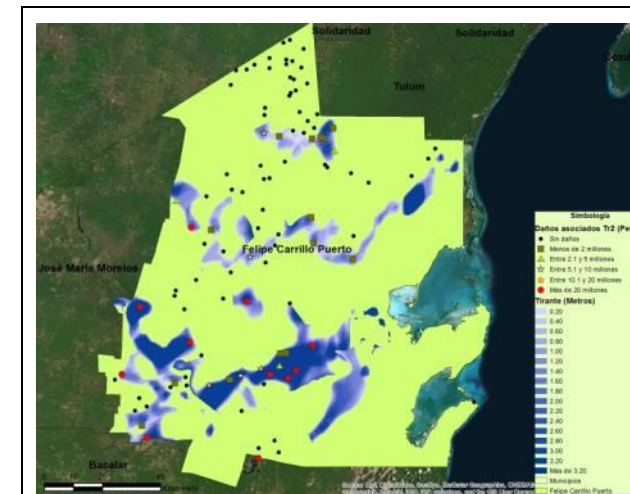 Solidaridad
Solidaridad
Tulum
Felipe Carrillo Puerto
José María Morelos
Bacalar
Simbología
Daños asociados Tr2 (Pe
Sin daños
Menos de 2 millones
Entre 2.1 y 5 millones
Entre 5.1 y 10 millones
Entre 10.1 y 20 millones
Más de 20 millones
Tirante (Metros)
0.20
0.40
0.60
0.80
1.00
1.20
1.40
1.60
1.80
2.00
2.20
2.40
2.60
2.80
3.00
3.20
Más de 3.20
Municipios
Felipe Carrillo Puerto